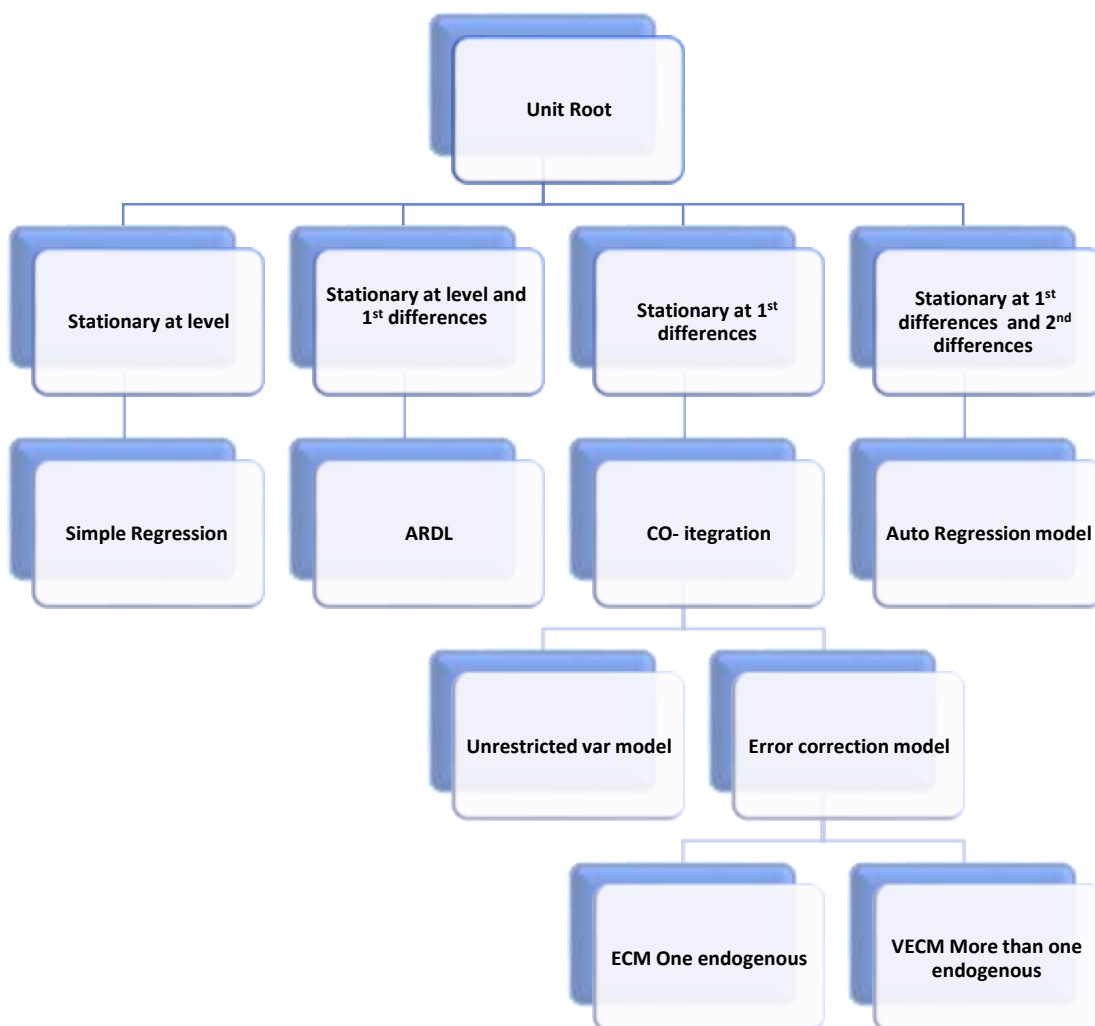 Unit Root
Stationary at level
Stationary at level and
1st differences
Stationary at 1st
differences
Stationary at 1st
differences and 2nd
differences
Simple Regression
ARDL
CO- itegration
Auto Regression model
Unrestricted var model
Error correction model
ECM One endogenous
VECM More than one
endogenous